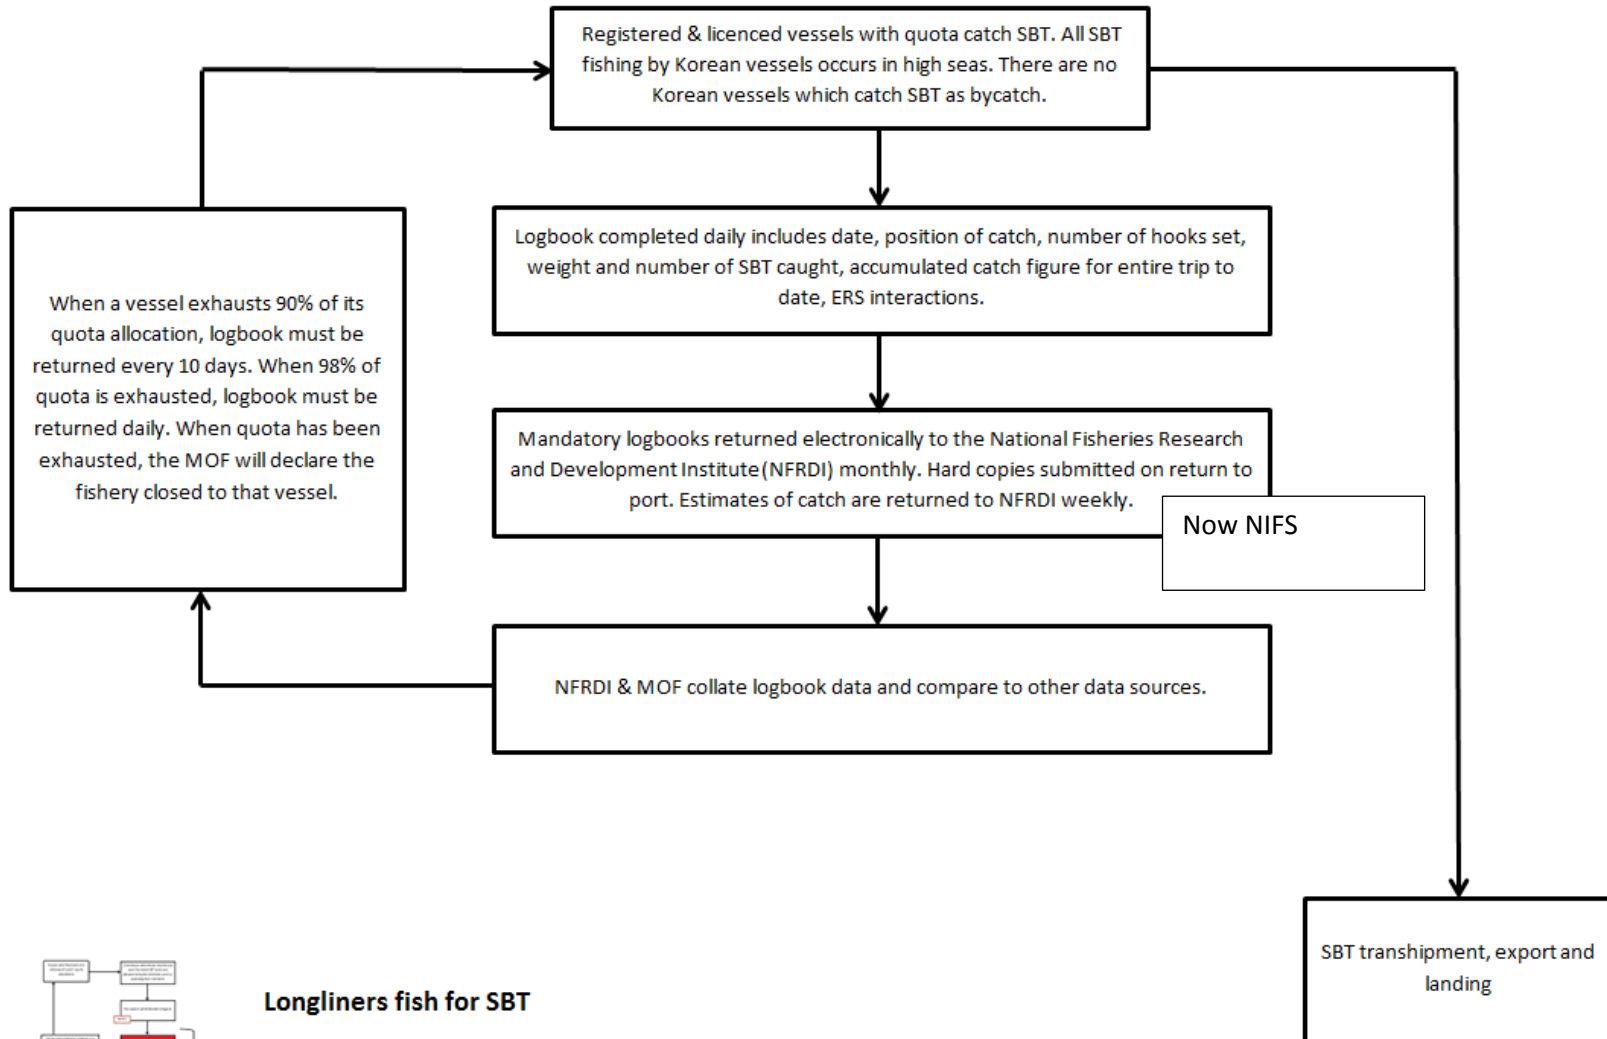 Registered & licenced vessels with quota catch SBT. All SBT
fishing by Korean vessels occurs in high seas. There are no
Korean vessels which catch SBT as bycatch.
Logbook completed daily includes date, position of catch, number of hooks set,
weight and number of SBT caught, accumulated catch figure for entire trip to
date, ERS interactions.
When a vessel exhausts 90% of its
quota allocation, logbook must be
returned every 10 days. When 98% of
quota is exhausted, logbook must be
returned daily. When quota has been
exhausted, the MOF will declare the
fishery closed to that vessel.
Mandatory logbooks returned electronically to the National Fisheries Research
and Development Institute (NFRDI) monthly. Hard copies submitted on return to
port. Estimates of catch are returned to NFRDI weekly.
Now NIFS
NFRDI & MOF collate logbook data and compare to other data sources.
SBT transhipment, export and
landing
Longliners fish for SBT